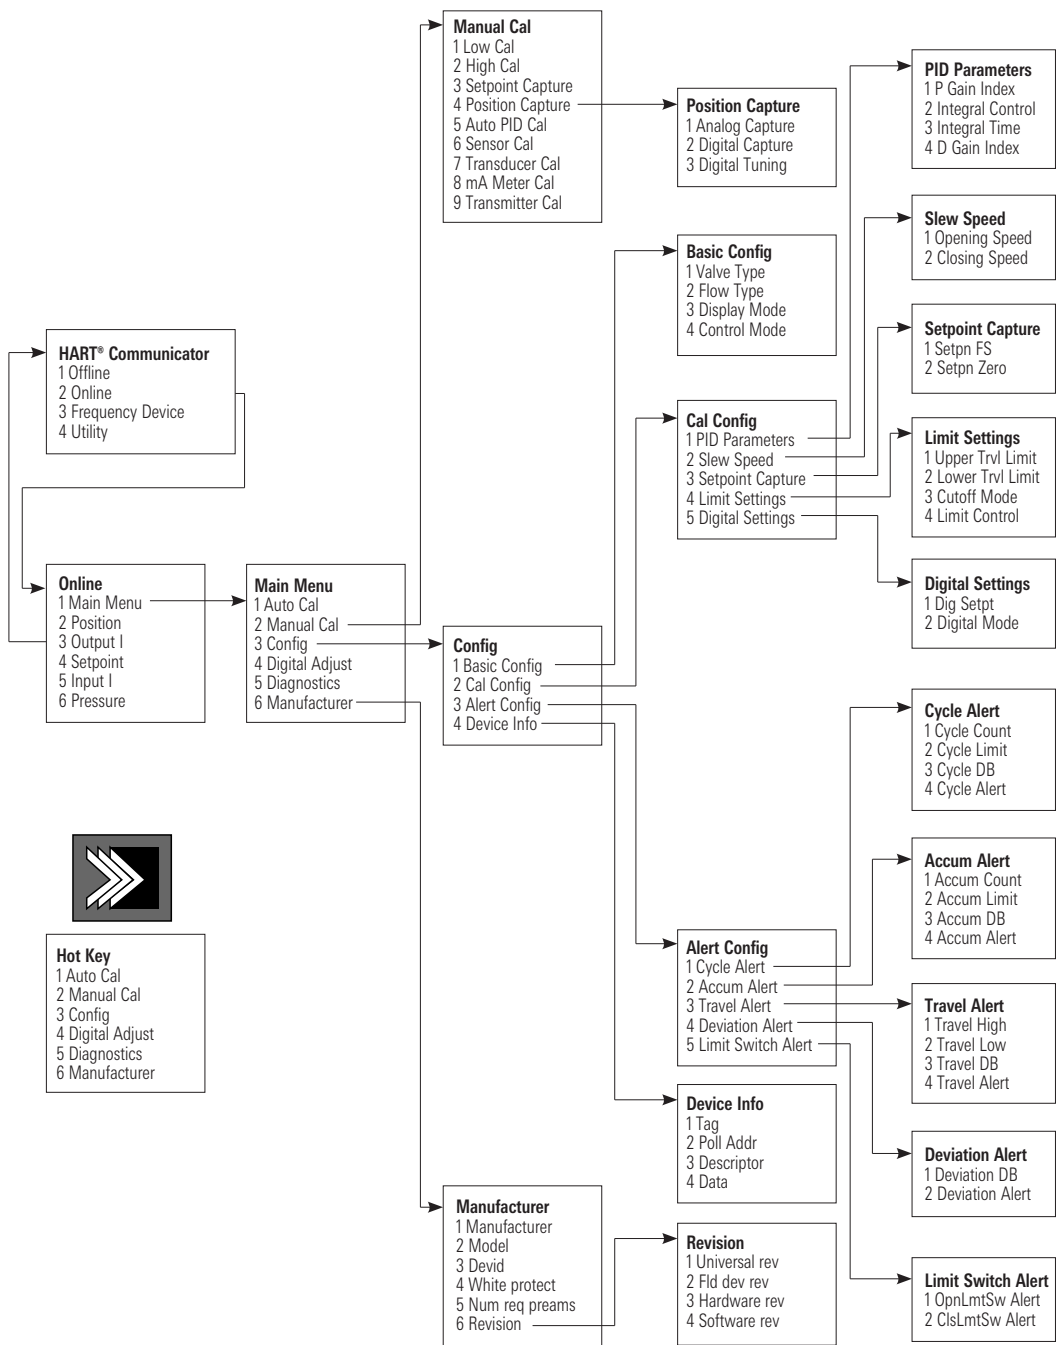 Manual Cal
1 Low Cal
2 High Cal
3 Setpoint Capture
4 Position Capture
5 Auto PID Cal
6 Sensor Cal
7 Transducer Cal
8 mA Meter Cal
9 Transmitter Cal
Position Capture
1 Analog Capture
2 Digital Capture
3 Digital Tuning
PID Parameters
1 P Gain Index
2 Integral Control
3 Integral Time
4 D Gain Index
Slew Speed
1 Opening Speed
2 Closing Speed
Basic Config
1 Valve Type
2 Flow Type
3 Display Mode
4 Control Mode
Setpoint Capture
1 Setpn FS
2 Setpn Zero
HART® Communicator
1 Offline
2 Online
3 Frequency Device
4 Utility
Cal Config
1 PID Parameters
2 Slew Speed
3 Setpoint Capture
4 Limit Settings
5 Digital Settings
Limit Settings
1 Upper Trvl Limit
2 Lower Trvl Limit
3 Cutoff Mode
4 Limit Control
Digital Settings
1 Dig Setpt
2 Digital Mode
Online
1 Main Menu
2 Position
3 Output I
4 Setpoint
5 Input I
6 Pressure
Main Menu
1 Auto Cal
2 Manual Cal
3 Config
4 Digital Adjust
5 Diagnostics
6 Manufacturer
Config
1 Basic Config
2 Cal Config
3 Alert Config
4 Device Info
Cycle Alert
1 Cycle Count
2 Cycle Limit
3 Cycle DB
4 Cycle Alert
Accum Alert
1 Accum Count
2 Accum Limit
3 Accum DB
4 Accum Alert
Hot Key
1 Auto Cal
2 Manual Cal
3 Config
4 Digital Adjust
5 Diagnostics
6 Manufacturer
Alert Config
1 Cycle Alert
2 Accum Alert
3 Travel Alert
4 Deviation Alert
5 Limit Switch Alert
Travel Alert
1 Travel High
2 Travel Low
3 Travel DB
4 Travel Alert
Device Info
1 Tag
2 Poll Addr
3 Descriptor
4 Data
Deviation Alert
1 Deviation DB
2 Deviation Alert
Manufacturer
1 Manufacturer
2 Model
3 Devid
4 White protect
5 Num req preams
6 Revision
Revision
1 Universal rev
2 Fld dev rev
3 Hardware rev
4 Software rev
Limit Switch Alert
1 OpnLmtSw Alert
2 ClsLmtSw Alert